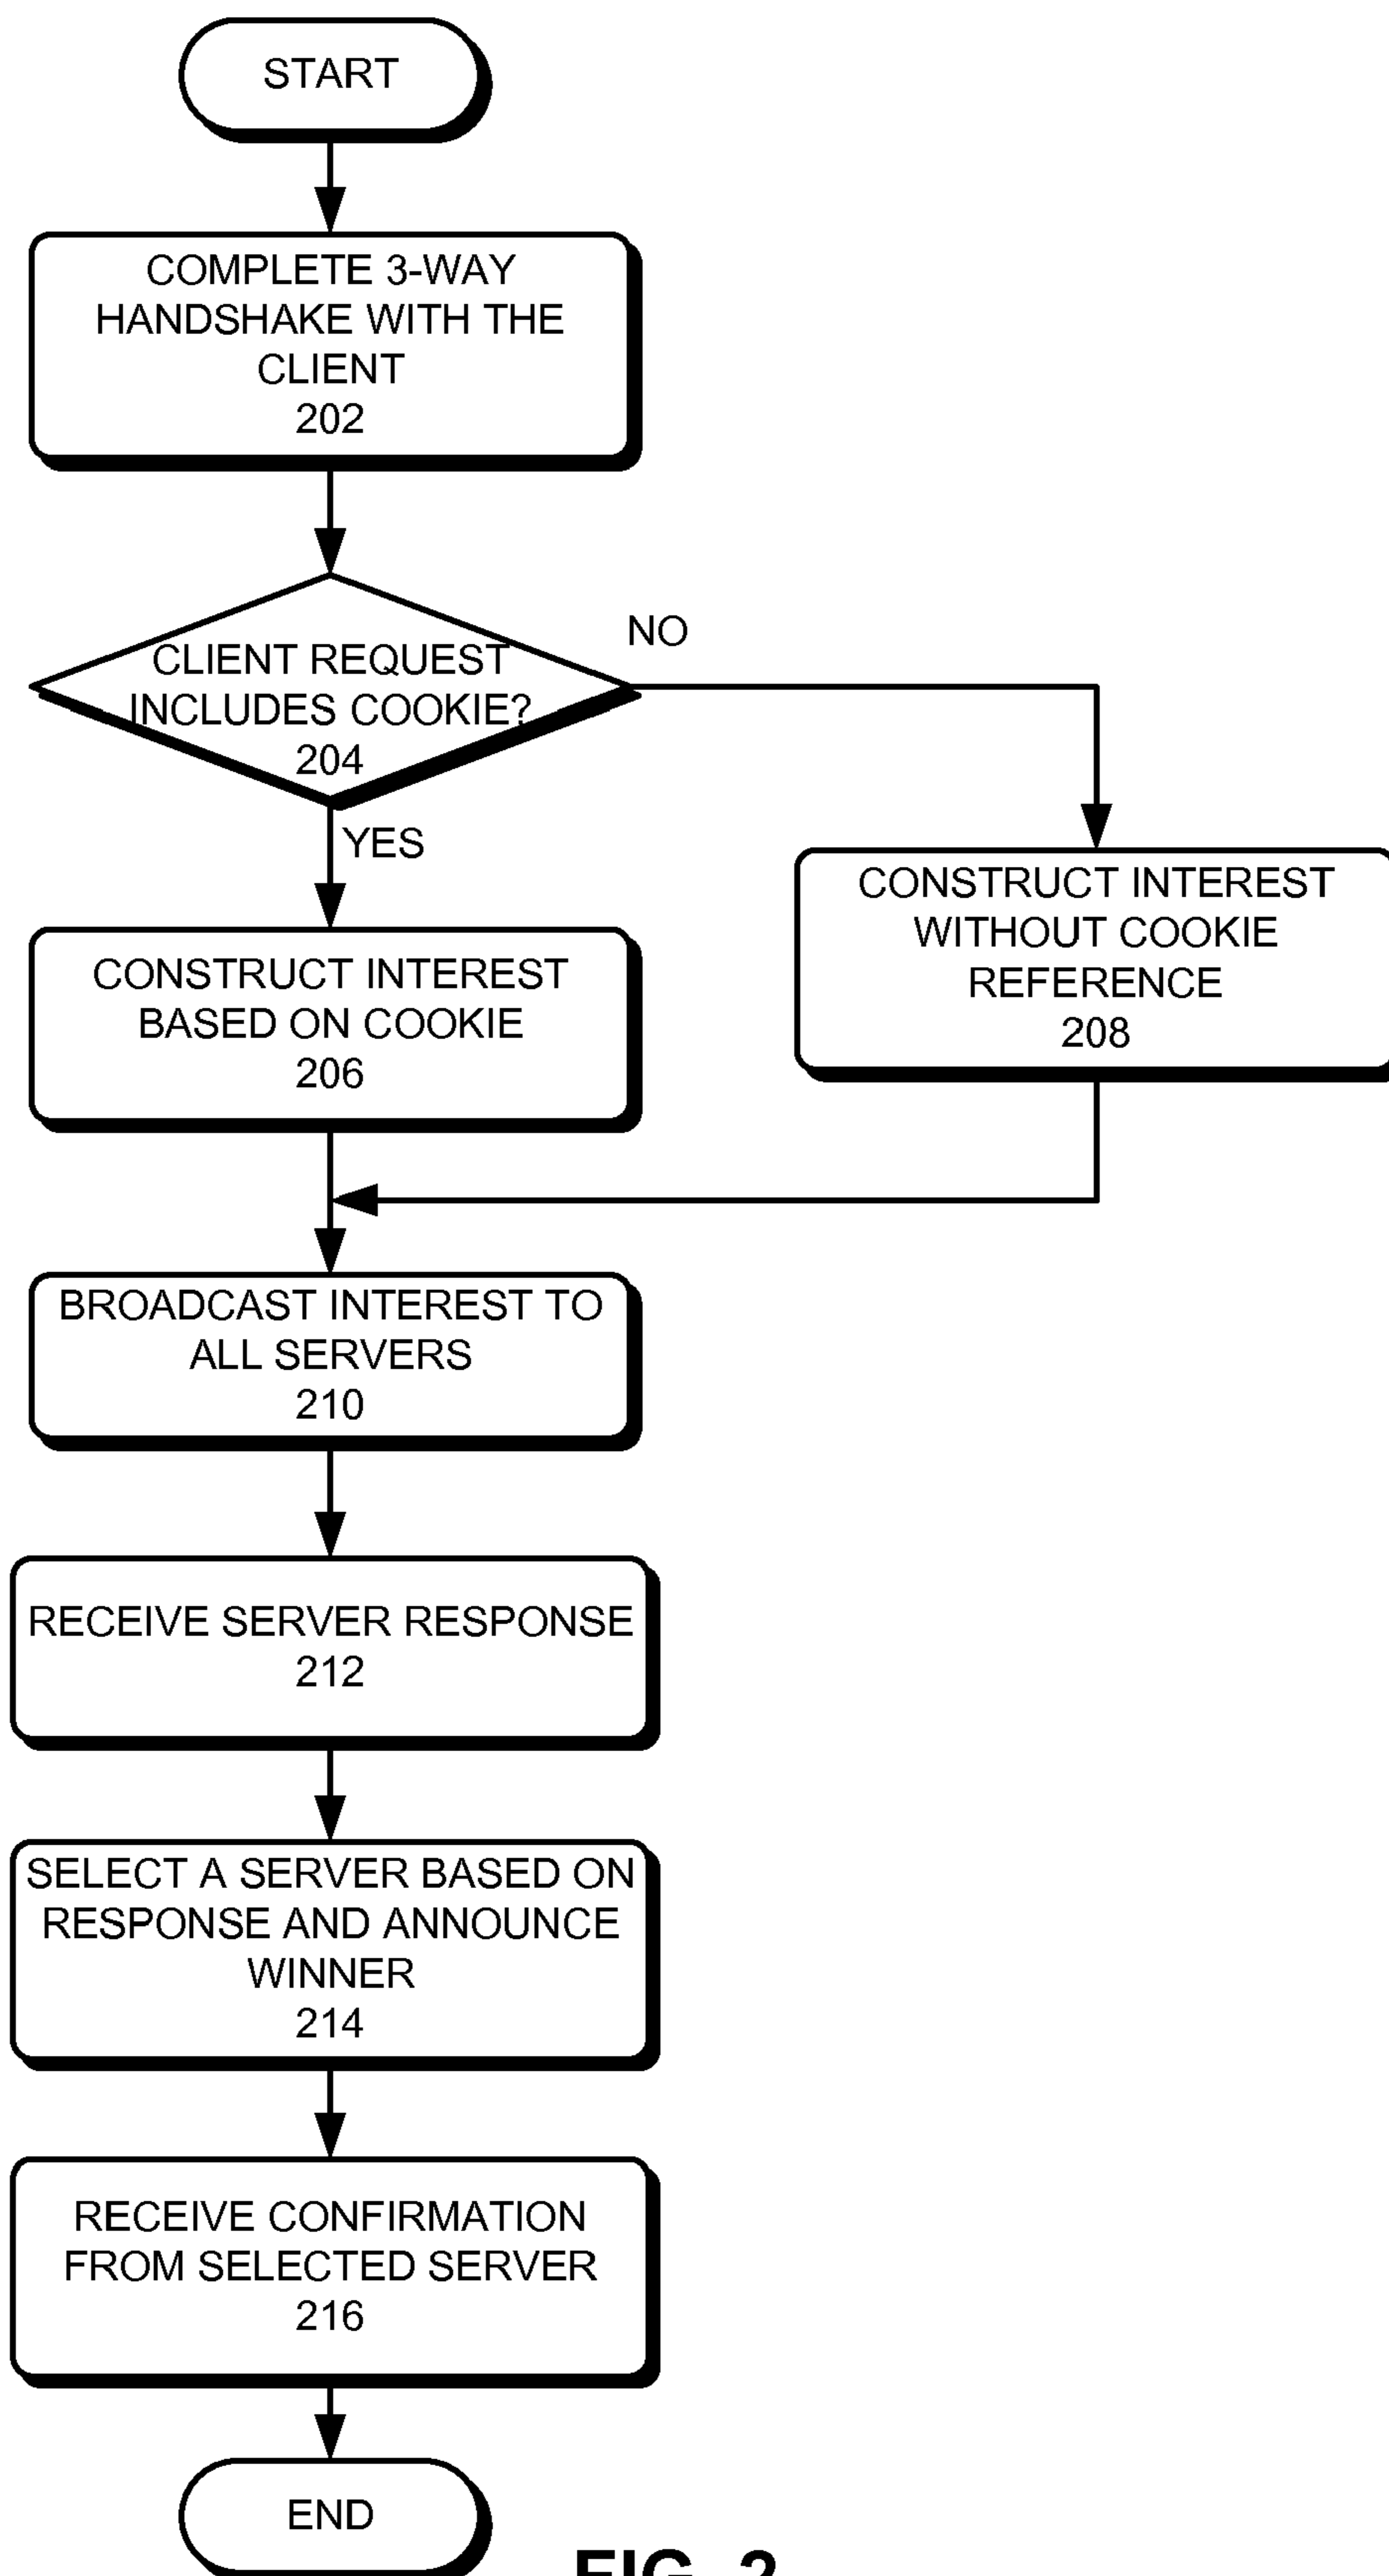 START
COMPLETE 3-WAY
HANDSHAKE WITH THE
CLIENT
202
CLIENT REQUEST
INCLUDES COOKIE?
204
NO
YES
CONSTRUCT INTEREST
BASED ON COOKIE
206
CONSTRUCT INTEREST
WITHOUT COOKIE
REFERENCE
208
BROADCAST INTEREST TO
ALL SERVERS
210
RECEIVE SERVER RESPONSE
212
SELECT A SERVER BASED ON
RESPONSE AND ANNOUNCE
WINNER
214
RECEIVE CONFIRMATION
FROM SELECTED SERVER
216
END
FIG. 2